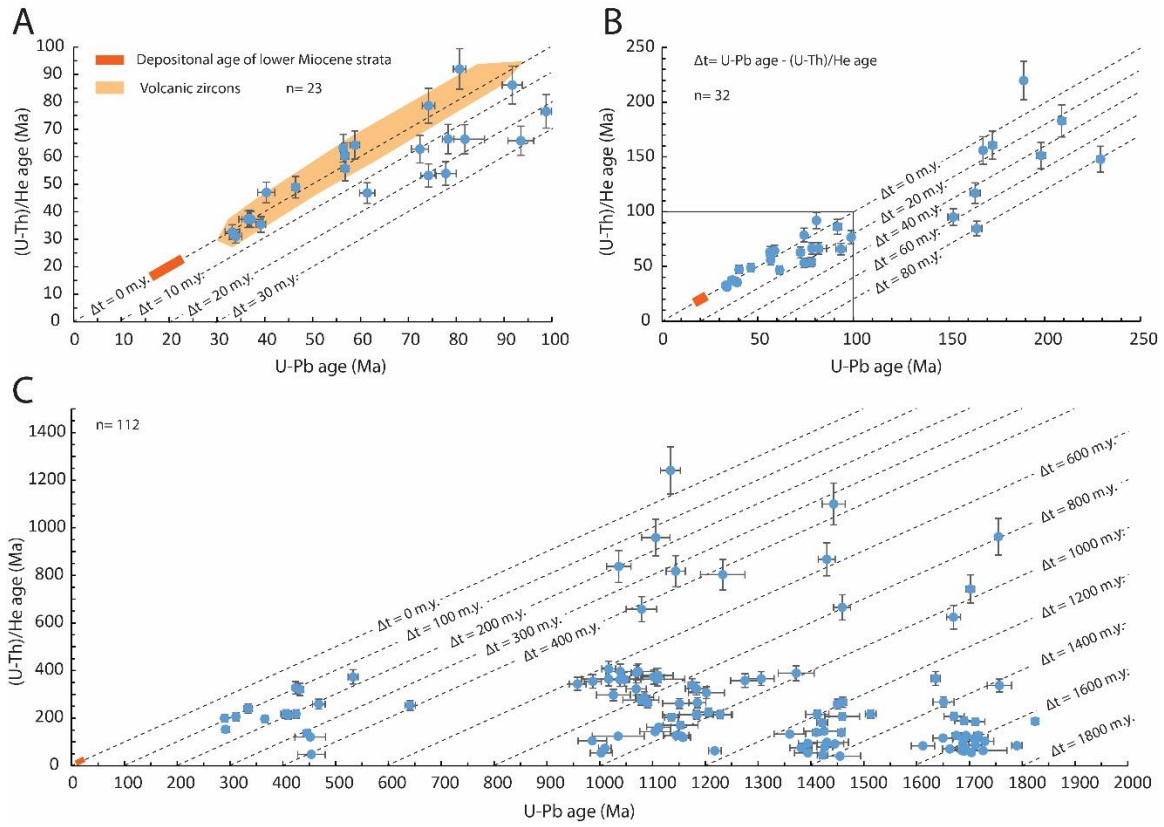 A
100
90
80
70
60
50
40
30
20
10
0
(U-Th)/He age (Ma)
Depositonal age of lower Miocene strata
Volcanic zircons n= 23
Δt = 0 m.y.
Δt = 10 m.y.
Δt = 20 m.y.
Δt = 30 m.y.
0 10 20 30 40 50 60 70 80 90 100
U-Pb age (Ma)
B
250
200
150
100
50
0
(U-Th)/He age (Ma)
Δt= U-Pb age - (U-Th)/He age
n= 32
Δt = 0 m.y.
Δt = 20 m.y.
Δt = 40 m.y.
Δt = 60 m.y.
Δt = 80 m.y.
0 50 100 150 200 250
U-Pb age (Ma)
C
1400
1200
1000
800
600
400
200
0
(U-Th)/He age (Ma)
n= 112
Δt = 0 m.y.
Δt = 100 m.y.
Δt = 200 m.y.
Δt = 300 m.y.
Δt = 400 m.y.
Δt = 600 m.y.
Δt = 800 m.y.
Δt = 1000 m.y.
Δt = 1200 m.y.
Δt = 1400 m.y.
Δt = 1600 m.y.
Δt = 1800 m.y.
0 100 200 300 400 500 600 700 800 900 1000 1100 1200 1300 1400 1500 1600 1700 1800 1900 2000
U-Pb age (Ma)